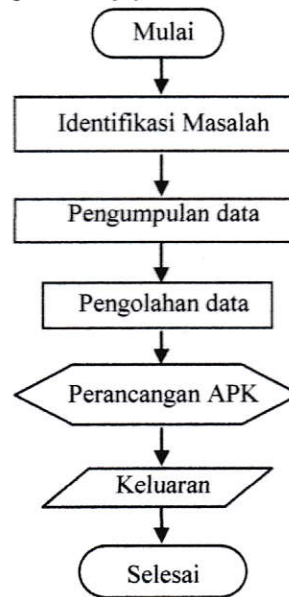 Mulai
Identifikasi Masalah
Pengumpulan data
Pengolahan data
Perancangan APK
Keluaran
Selesai